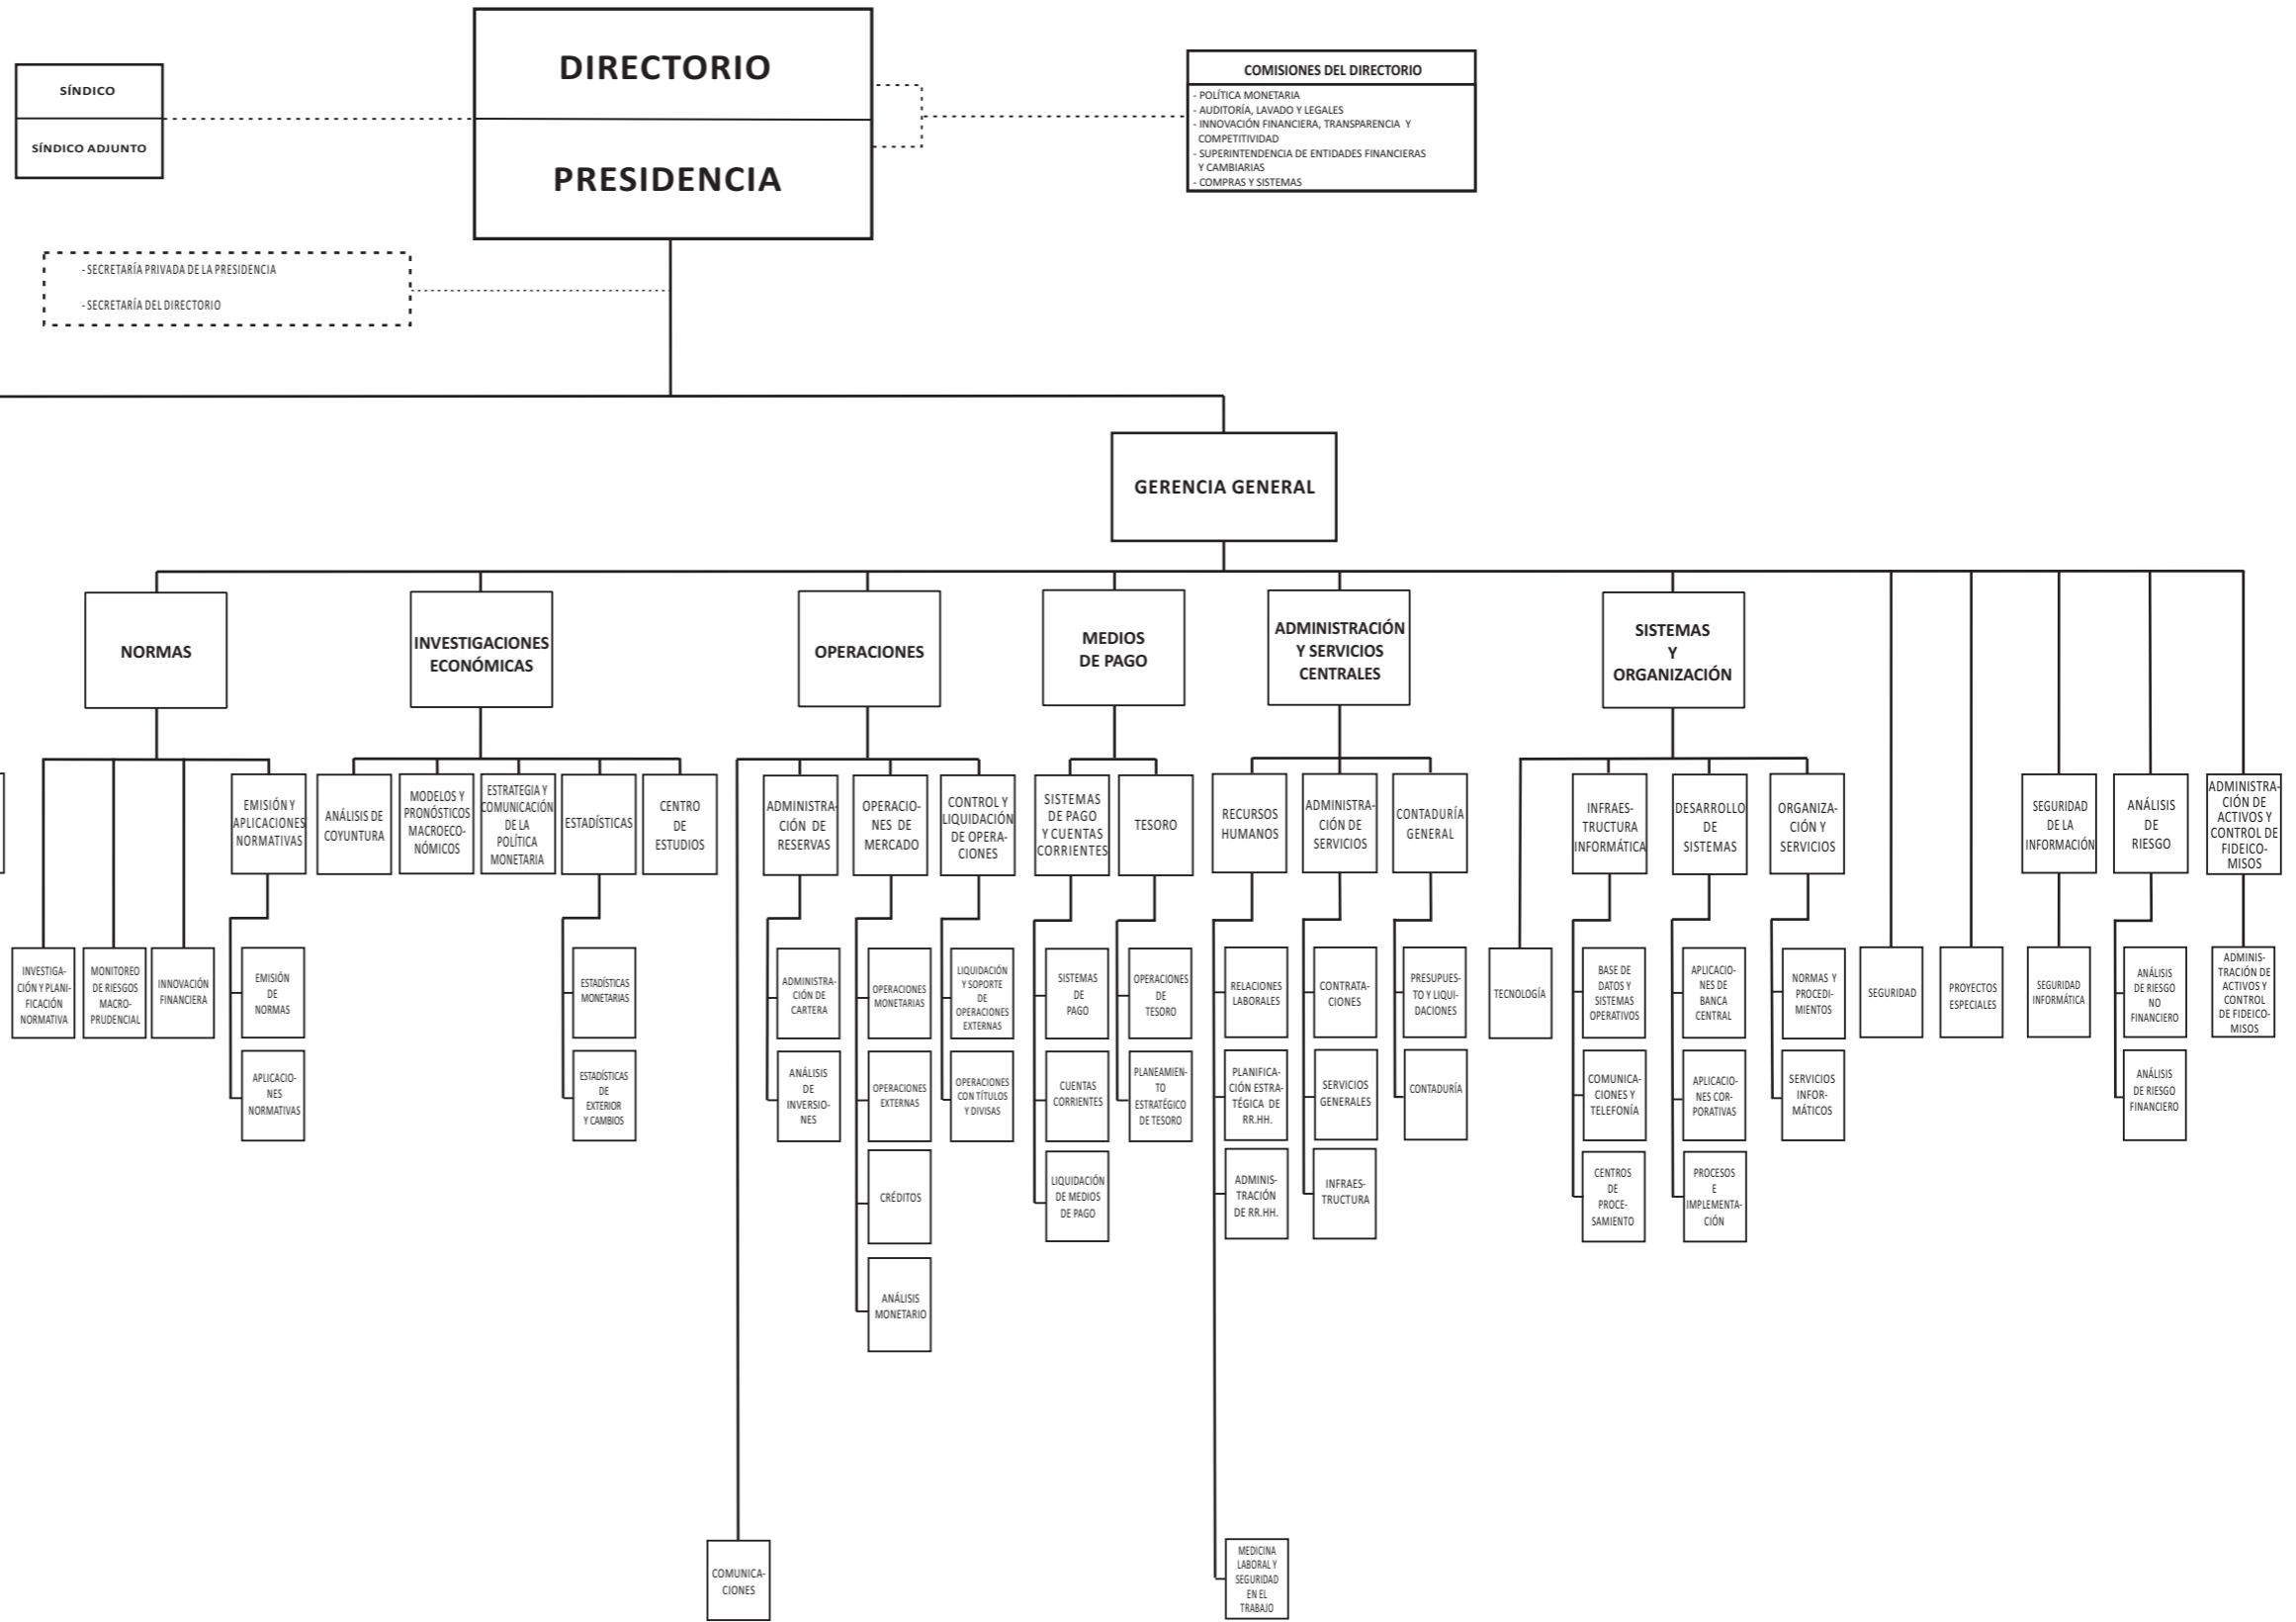 DIRECTORIO
PRESIDENCIA
SÍNDICO
SÍNDICO ADJUNTO
COMISIONES DEL DIRECTORIO
- POLÍTICA MONETARIA
- AUDITORÍA, LAVADO Y LEGALES
- INNOVACIÓN FINANCIERA, TRANSPARENCIA Y
COMPETITIVIDAD
- SUPERINTENDENCIA DE ENTIDADES FINANCIERAS
Y CAMBIARIAS
- COMPRAS Y SISTEMAS
- SECRETARÍA PRIVADA DE LA PRESIDENCIA
- SECRETARÍA DEL DIRECTORIO
GERENCIA GENERAL
NORMAS
INVESTIGACIONES
ECONÓMICAS
OPERACIONES
MEDIOS
DE PAGO
ADMINISTRACIÓN
Y SERVICIOS
CENTRALES
SISTEMAS
Y
ORGANIZACIÓN
EMISIÓN Y
APLICACIONES
NORMATIVAS
ANÁLISIS DE
COYUNTURA
MODELOS Y
PRONÓSTICOS
MACROECO-
NÓMICOS
ESTRATEGIA Y
COMUNICACIÓN
DE LA
POLÍTICA
MONETARIA
ESTADÍSTICAS
CENTRO
DE
ESTUDIOS
ADMINISTRA-
CIÓN DE
RESERVAS
OPERACIO-
NES DE
MERCADO
CONTROL Y
LIQUIDACIÓN
DE OPERA-
CIONES
SISTEMAS
DE PAGO
Y CUENTAS
CORRIENTES
TESORO
RECURSOS
HUMANOS
ADMINISTRA-
CIÓN DE
SERVICIOS
CONTADURÍA
GENERAL
INFRAES-
TRUCTURA
INFORMÁTICA
DESARROLLO
DE
SISTEMAS
ORGANIZA-
CIÓN Y
SERVICIOS
SEGURIDAD
DE LA
INFORMACIÓN
ANÁLISIS
DE
RIESGO
ADMINISTRA-
CIÓN DE
ACTIVOS Y
CONTROL DE
FIDEICO-
MISOS
INVESTIGA-
CIÓN Y PLANI-
FICACIÓN
NORMATIVA
MONITOREO
DE RIESGOS
MACRO-
PRUDENCIAL
INNOVACIÓN
FINANCIERA
EMISIÓN
DE
NORMAS
ESTADÍSTICAS
MONETARIAS
ADMINISTRA-
CIÓN DE
CARTERA
OPERACIONES
MONETARIAS
LIQUIDACIÓN
Y SOPORTE
DE
OPERACIONES
EXTERNAS
SISTEMAS
DE
PAGO
OPERACIONES
DE
TESORO
RELACIONES
LABORALES
CONTRATA-
CIONES
PRESUPUES-
TO Y LIQUI-
DACIONES
TECNOLOGÍA
BASE DE
DATOS Y
SISTEMAS
OPERATIVOS
APLICACIO-
NES DE
BANCA
CENTRAL
NORMAS Y
PROCEDI-
MIENTOS
SEGURIDAD
PROYECTOS
ESPECIALES
SEGURIDAD
INFORMÁTICA
ANÁLISIS
DE RIESGO
NO
FINANCIERO
ADMINIS-
TRACIÓN DE
ACTIVOS Y
CONTROL
DE FIDEICO-
MISOS
APLICACIO-
NES
NORMATIVAS
ESTADÍSTICAS
DE
EXTERIOR
Y CAMBIOS
ANÁLISIS
DE
INVERSIO-
NES
OPERACIONES
EXTERNAS
OPERACIONES
CON TÍTULOS
Y DIVISAS
CUENTAS
CORRIENTES
PLANEAMIEN-
TO
ESTRATÉGICO
DE TESORO
PLANIFICA-
CIÓN ESTRA-
TÉGICA DE
RR.HH.
SERVICIOS
GENERALES
CONTADURÍA
COMUNICA-
CIONES Y
TELEFONÍA
APLICACIO-
NES COR-
PORATIVAS
SERVICIOS
INFOR-
MÁTICOS
ANÁLISIS
DE RIESGO
FINANCIERO
CRÉDITOS
LIQUIDACIÓN
DE MEDIOS
DE PAGO
ADMINIS-
TRACIÓN
DE RR.HH.
INFRAES-
TRUCTURA
CENTROS
DE
PROCE-
SAMIENTO
PROCESOS
E
IMPLEMENTA-
CIÓN
ANÁLISIS
MONETARIO
COMUNICA-
CIONES
MEDICINA
LABORAL Y
SEGURIDAD
EN EL
TRABAJO